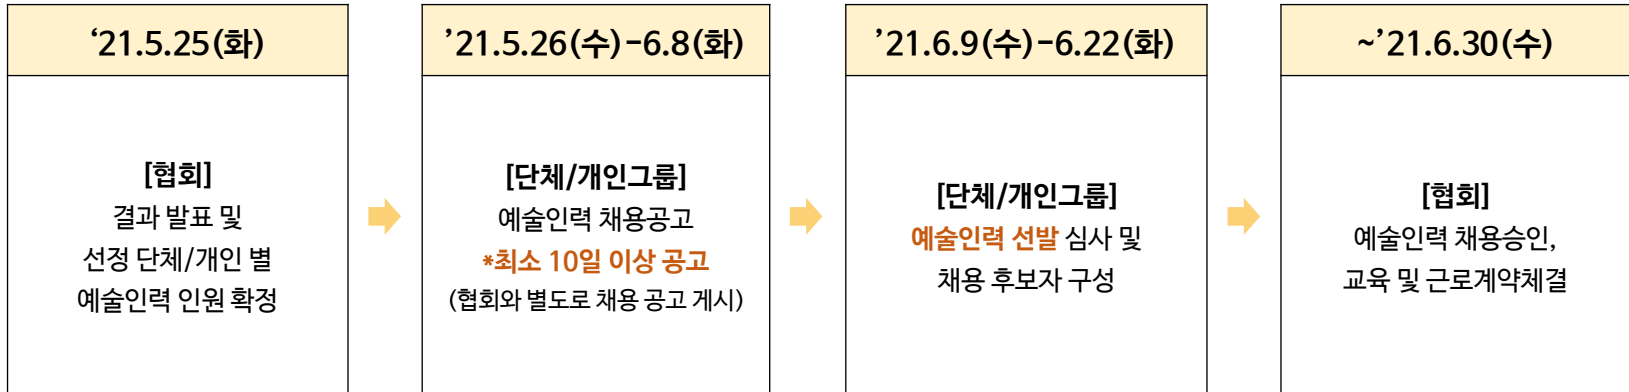 ‘21.5.25(화)
[협회]
결과 발표 및
선정 단체/개인 별
예술인력 인원 확정
’21.5.26(수)-6.8(화)
[단체/개인그룹]
예술인력 채용공고
*최소 10일 이상 공고
(협회와 별도로 채용 공고 게시)
’21.6.9(수)-6.22(화)
[단체/개인그룹]
예술인력 선발 심사 및
채용 후보자 구성
~’21.6.30(수)
[협회]
예술인력 채용승인,
교육 및 근로계약체결